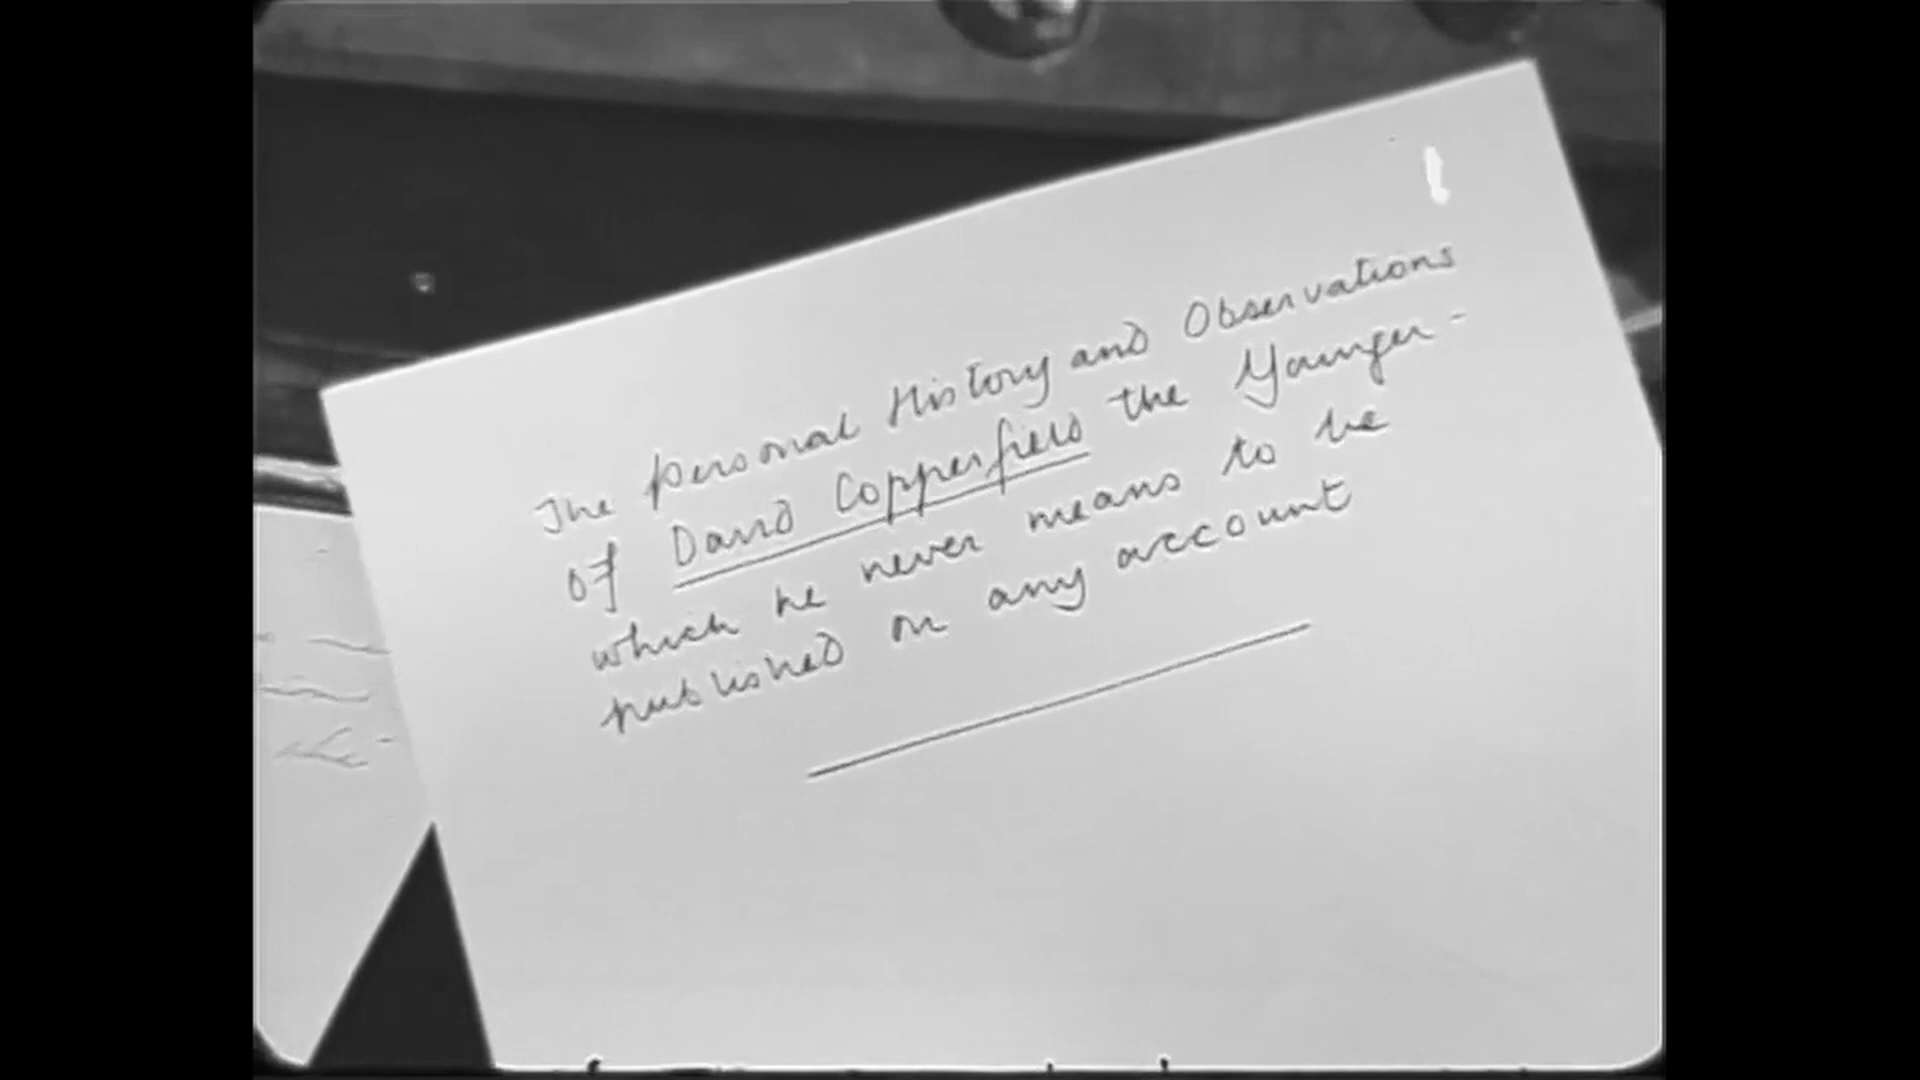 The personal History and Observations
of David Copperfield the Younger -
which he never means to be
published on any account